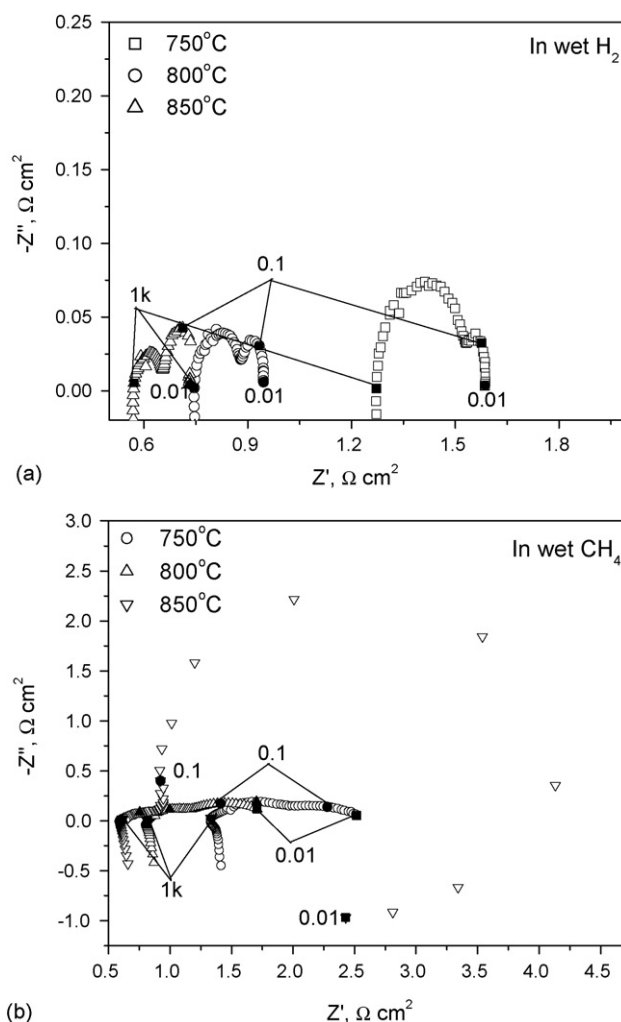 0.25
0.20
0.15
0.10
0.05
0.00
-Z", Ω cm²
750°C
800°C
850°C
In wet H₂
1k
0.1
0.01
0.01
0.01
0.6 0.9 1.2 1.5 1.8
Z', Ω cm²
(a)
3.0
2.5
2.0
1.5
1.0
0.5
0.0
-0.5
-1.0
-Z", Ω cm²
750°C
800°C
850°C
In wet CH₄
0.1
0.1
0.01
1k
0.01
0.5 1.0 1.5 2.0 2.5 3.0 3.5 4.0 4.5
Z', Ω cm²
(b)